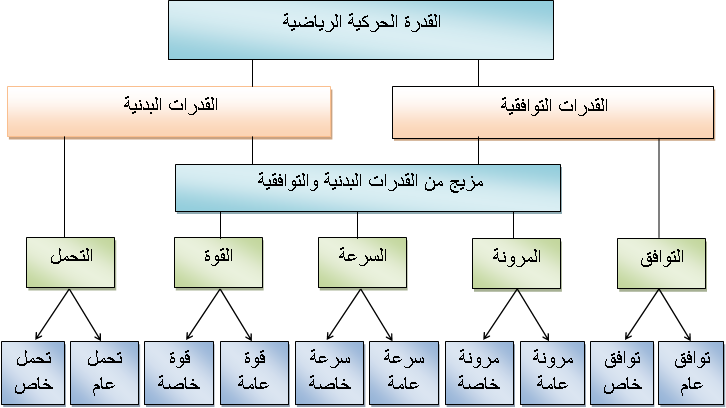 القدرة الحركية الرياضية
القدرات التوافقية
القدرات البدنية
مزيج من القدرات البدنية والتوافقية
التوافق
المرونة
السرعة
القوة
التحمل
توافق
عام
توافق
خاص
مرونة
عامة
مرونة
خاصة
سرعة
عامة
سرعة
خاصة
قوة
عامة
قوة
خاصة
تحمل
عام
تحمل
خاص